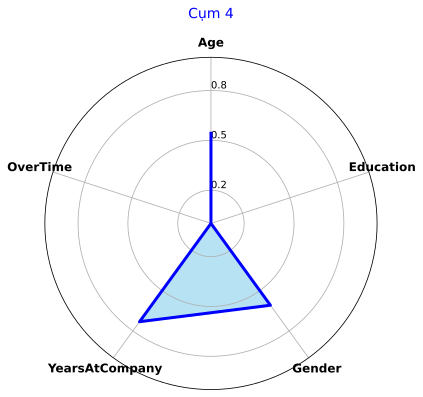 Cụm 4
Age
0.8
0.5
OverTime
Education
0.2
YearsAtCompany
Gender